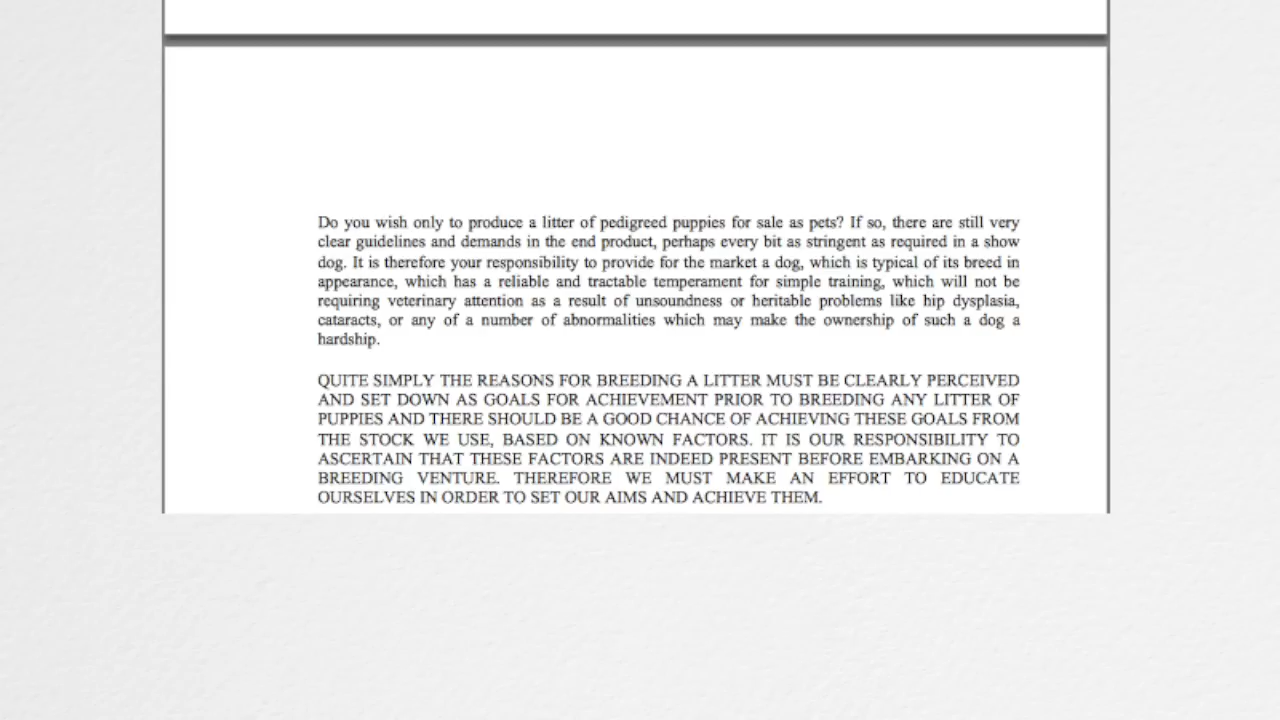 Do you wish only to produce a litter of pedigreed puppies for sale as pets? If so, there are still very
clear guidelines and demands in the end product, perhaps every bit as stringent as required in a show
dog. It is therefore your responsibility to provide for the market a dog, which is typical of its breed in
appearance, which has a reliable and tractable temperament for simple training, which will not be
requiring veterinary attention as a result of unsoundness or heritable problems like hip dysplasia,
cataracts, or any of a number of abnormalities which may make the ownership of such a dog a
hardship.
QUITE SIMPLY THE REASONS FOR BREEDING A LITTER MUST BE CLEARLY PERCEIVED
AND SET DOWN AS GOALS FOR ACHIEVEMENT PRIOR TO BREEDING ANY LITTER OF
PUPPIES AND THERE SHOULD BE A GOOD CHANCE OF ACHIEVING THESE GOALS FROM
THE STOCK WE USE, BASED ON KNOWN FACTORS. IT IS OUR RESPONSIBILITY TO
ASCERTAIN THAT THESE FACTORS ARE INDEED PRESENT BEFORE EMBARKING ON A
BREEDING VENTURE. THEREFORE WE MUST MAKE AN EFFORT TO EDUCATE
OURSELVES IN ORDER TO SET OUR AIMS AND ACHIEVE THEM.